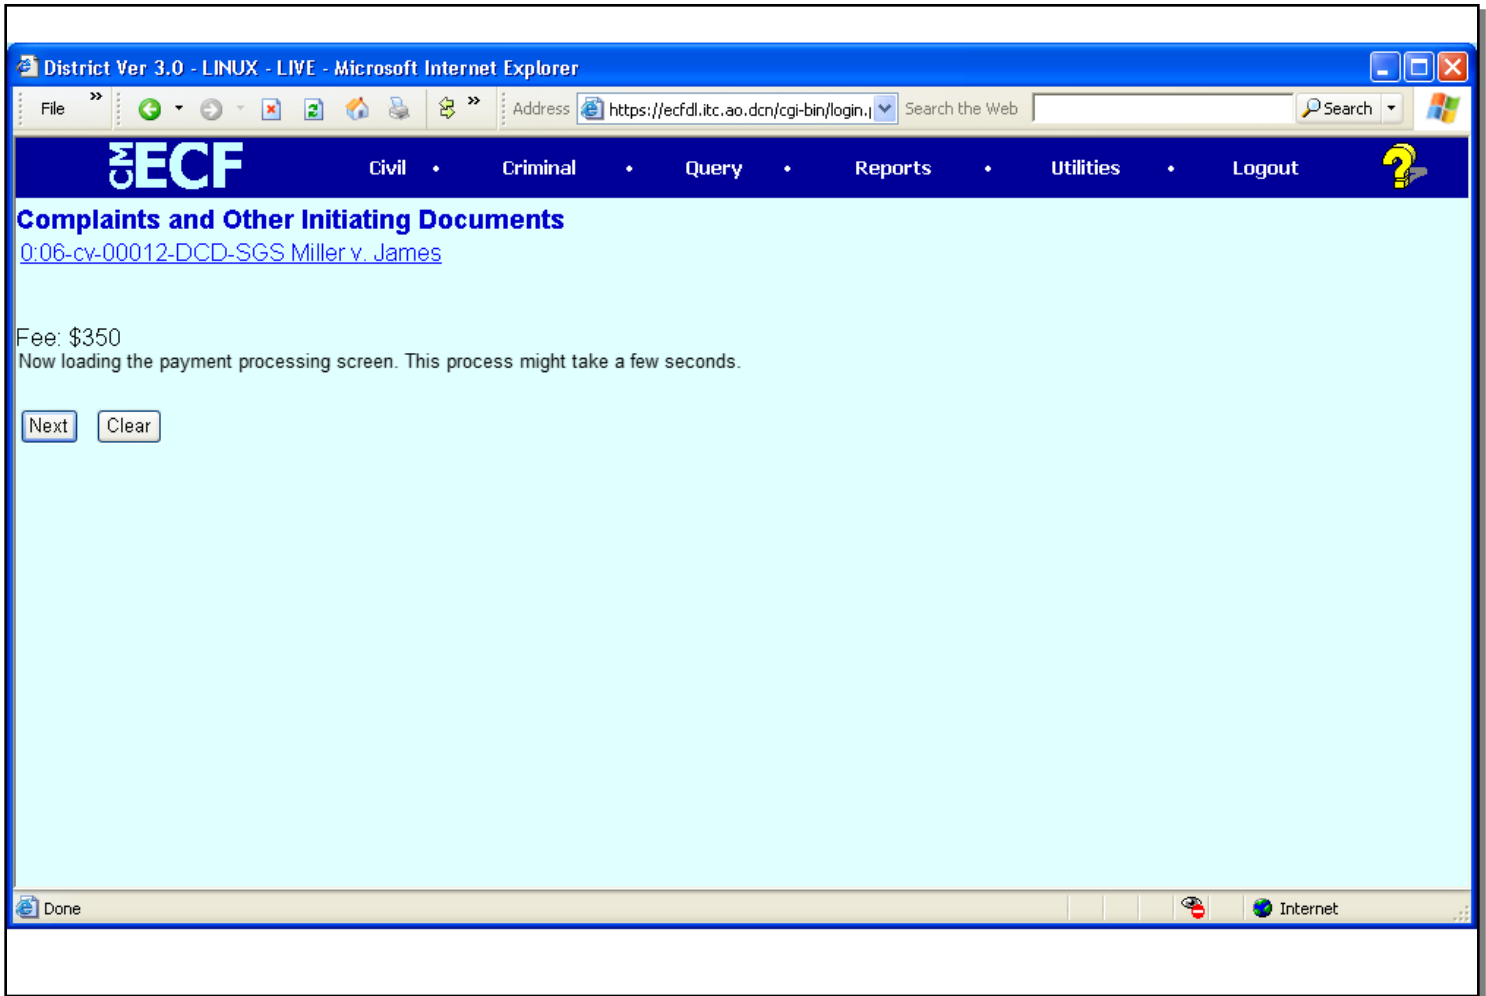 District Ver 3.0 - LINUX - LIVE - Microsoft Internet Explorer
File » » Address https://ecfdl.itc.ao.dcn/cgi-bin/login. Search the Web Search
CM ECF Civil • Criminal • Query • Reports • Utilities • Logout ?
Complaints and Other Initiating Documents
0:06-cv-00012-DCD-SGS Miller v. James
Fee: $350
Now loading the payment processing screen. This process might take a few seconds.
Next Clear
Done Internet